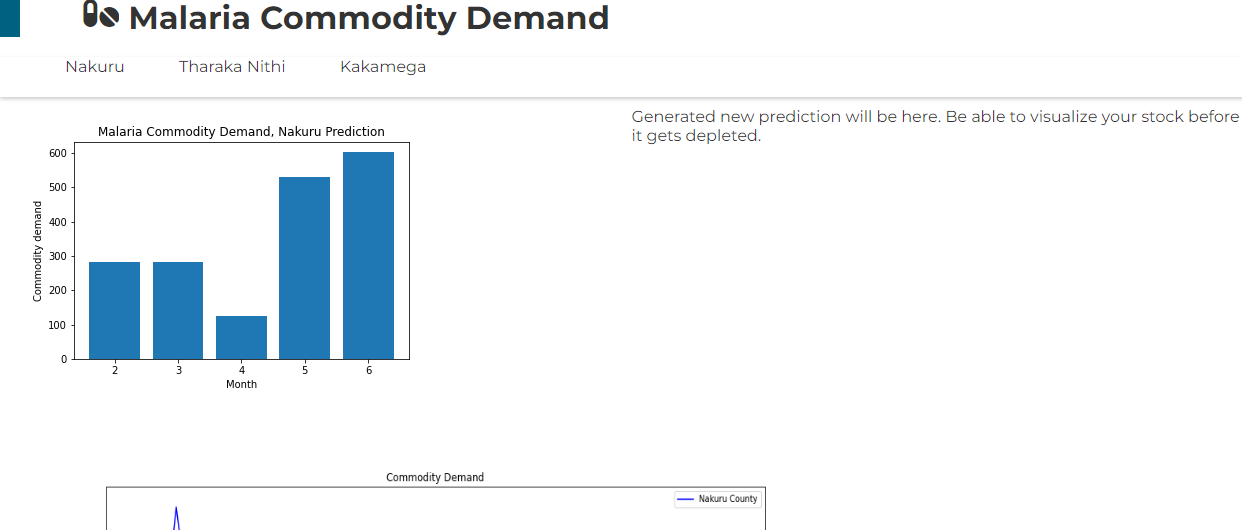 Malaria Commodity Demand
Nakuru Tharaka Nithi Kakamega
Generated new prediction will be here. Be able to visualize your stock before
it gets depleted.
Malaria Commodity Demand, Nakuru Prediction
600
500
400
300
200
100
0
Commodity demand
2 3 4 5 6
Month
Commodity Demand
Nakuru County